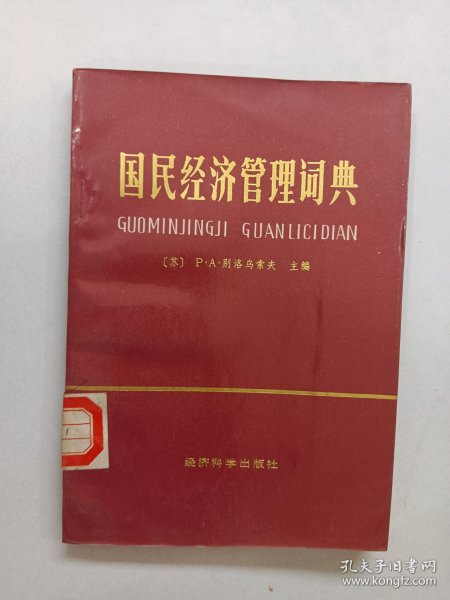 国民经济管理词典
GUOMINJINGJI GUANLICIDIAN
〔苏〕 P·A·别洛乌索夫 主编
1
经济科学出版社
孔夫子旧书网
www.kongfz.com